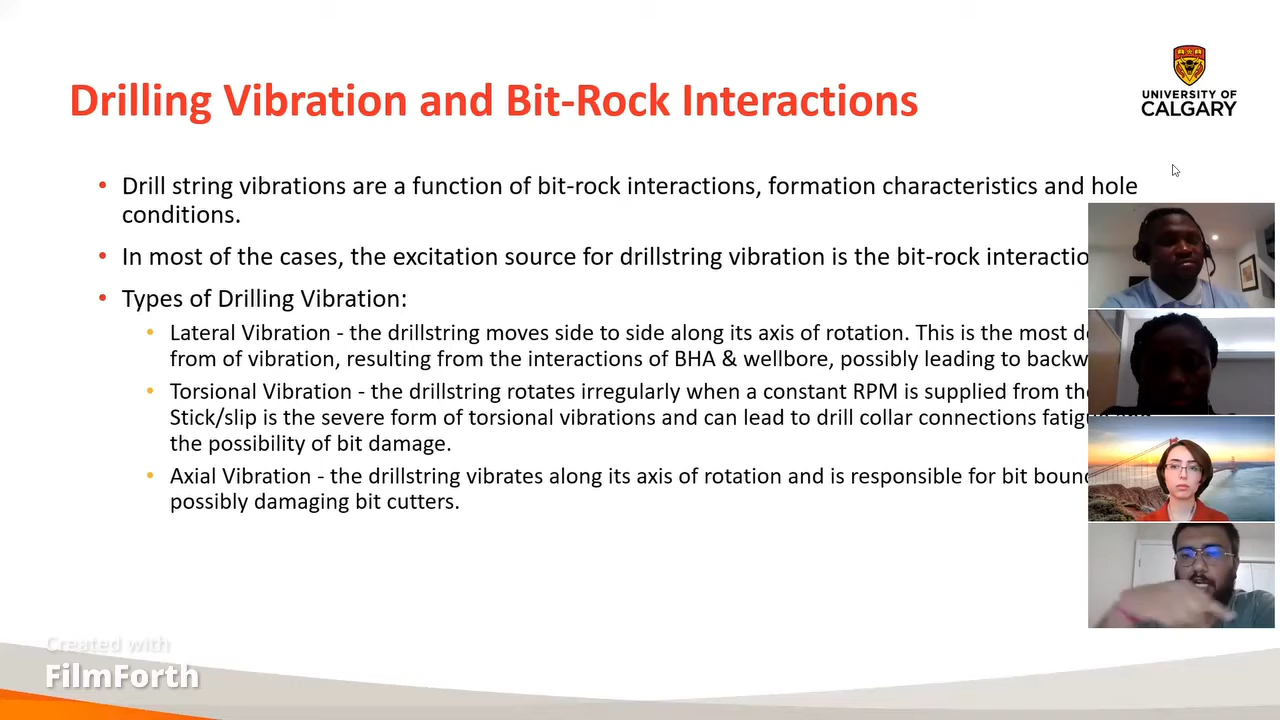 Drilling Vibration and Bit-Rock Interactions
UNIVERSITY OF
CALGARY
• Drill string vibrations are a function of bit-rock interactions, formation characteristics and hole
conditions.
• In most of the cases, the excitation source for drillstring vibration is the bit-rock
• Types of Drilling Vibration:
• Lateral Vibration - the drillstring moves side to side along its axis of rotation. This is the most
from of vibration, resulting from the interactions of BHA & wellbore, possibly leading to
• Torsional Vibration - the drillstring rotates irregularly when a constant RPM is supplied from
Stick/slip is the severe form of torsional vibrations and can lead to drill collar connections
the possibility of bit damage.
• Axial Vibration - the drillstring vibrates along its axis of rotation and is responsible for bit
possibly damaging bit cutters.
Created with
FilmForth